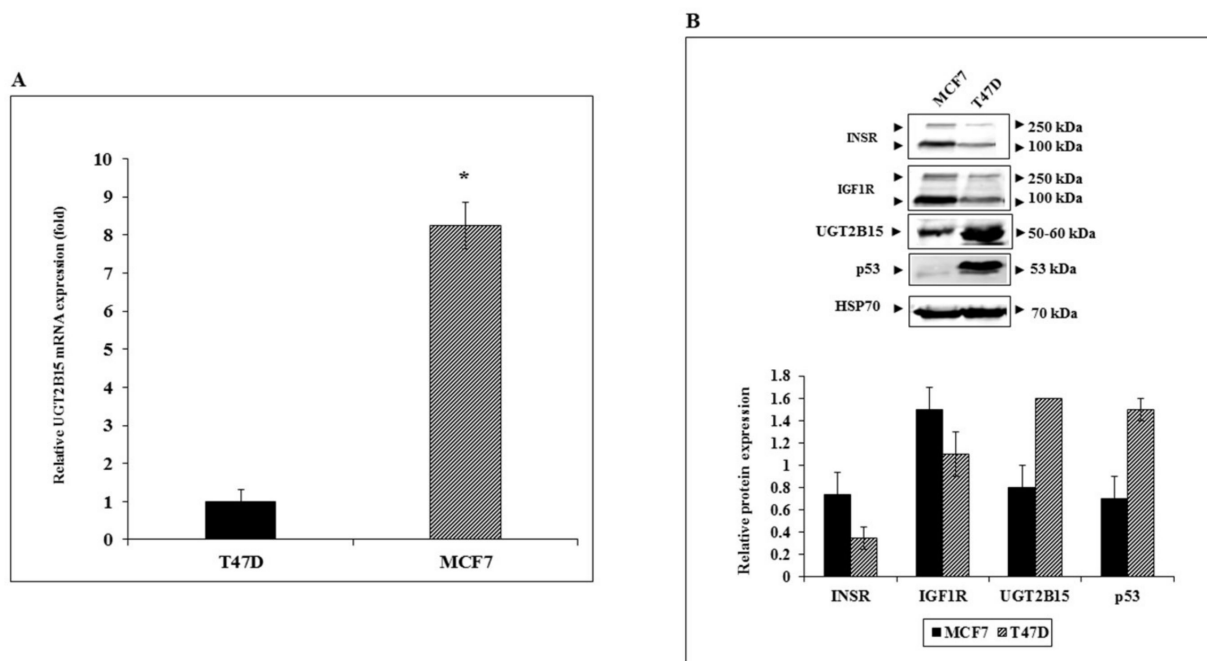 A
Relative UGT2B15 mRNA expression (fold)
10
9
8
7
6
5
4
3
2
1
0
*
T47D MCF7
B
MCF7 T47D
INSR 250 kDa
100 kDa
IGF1R 250 kDa
100 kDa
UGT2B15 50-60 kDa
p53 53 kDa
HSP70 70 kDa
Relative protein expression
1.8
1.6
1.4
1.2
1
0.8
0.6
0.4
0.2
0
INSR IGF1R UGT2B15 p53
MCF7 T47D